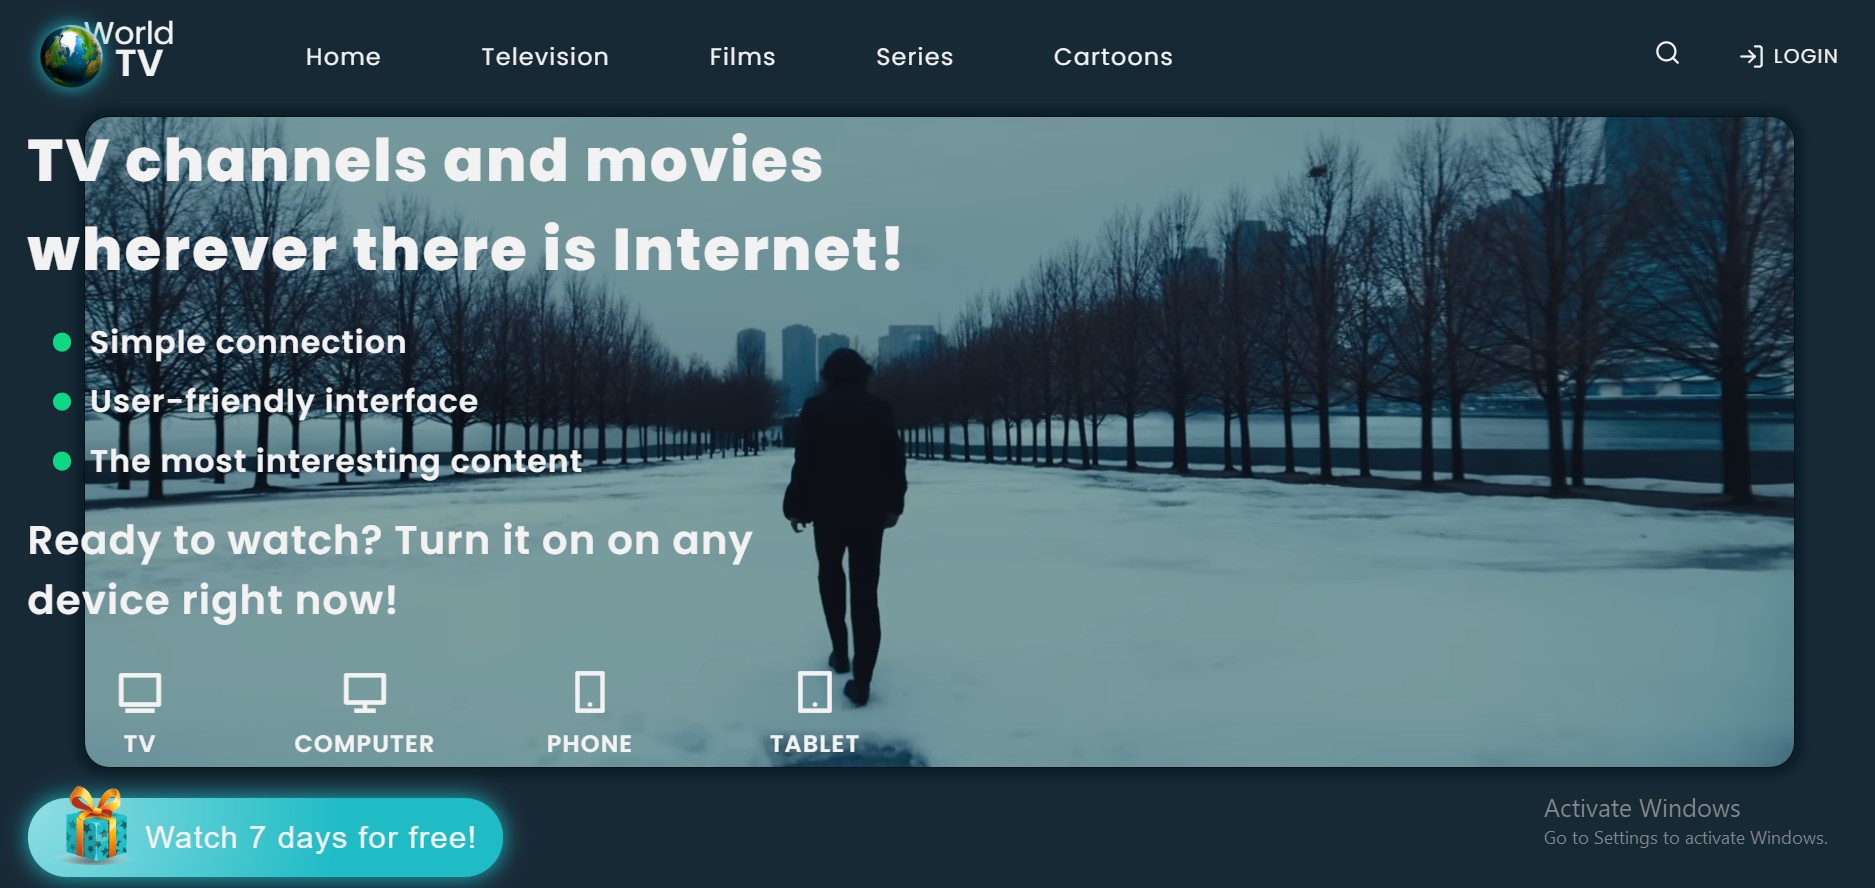 World
TV
Home Television Films Series Cartoons LOGIN
TV channels and movies
wherever there is Internet!
Simple connection
User-friendly interface
The most interesting content
Ready to watch? Turn it on on any
device right now!
TV COMPUTER PHONE TABLET
Watch 7 days for free!
Activate Windows
Go to Settings to activate Windows.